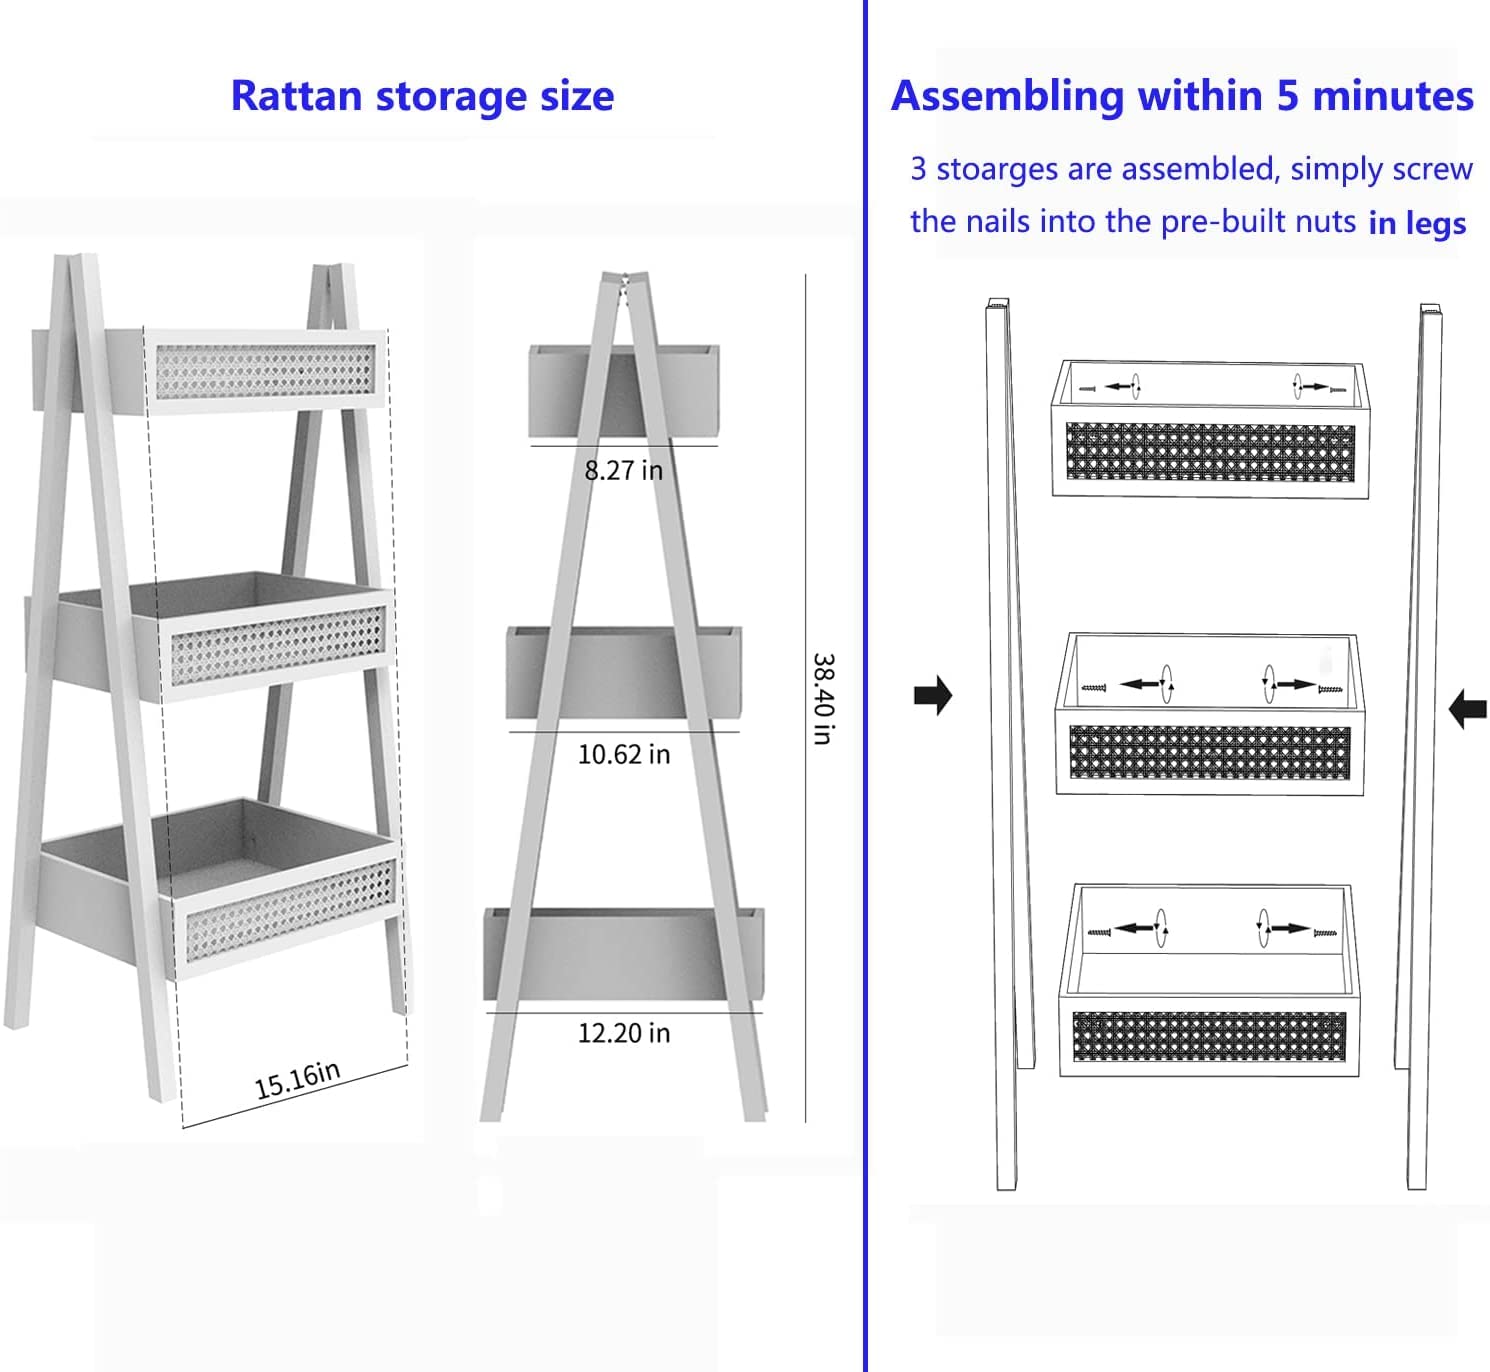 Rattan storage size
8.27 in
10.62 in
12.20 in
38.40 in
15.16in
Assembling within 5 minutes
3 stoarges are assembled, simply screw
the nails into the pre-built nuts in legs